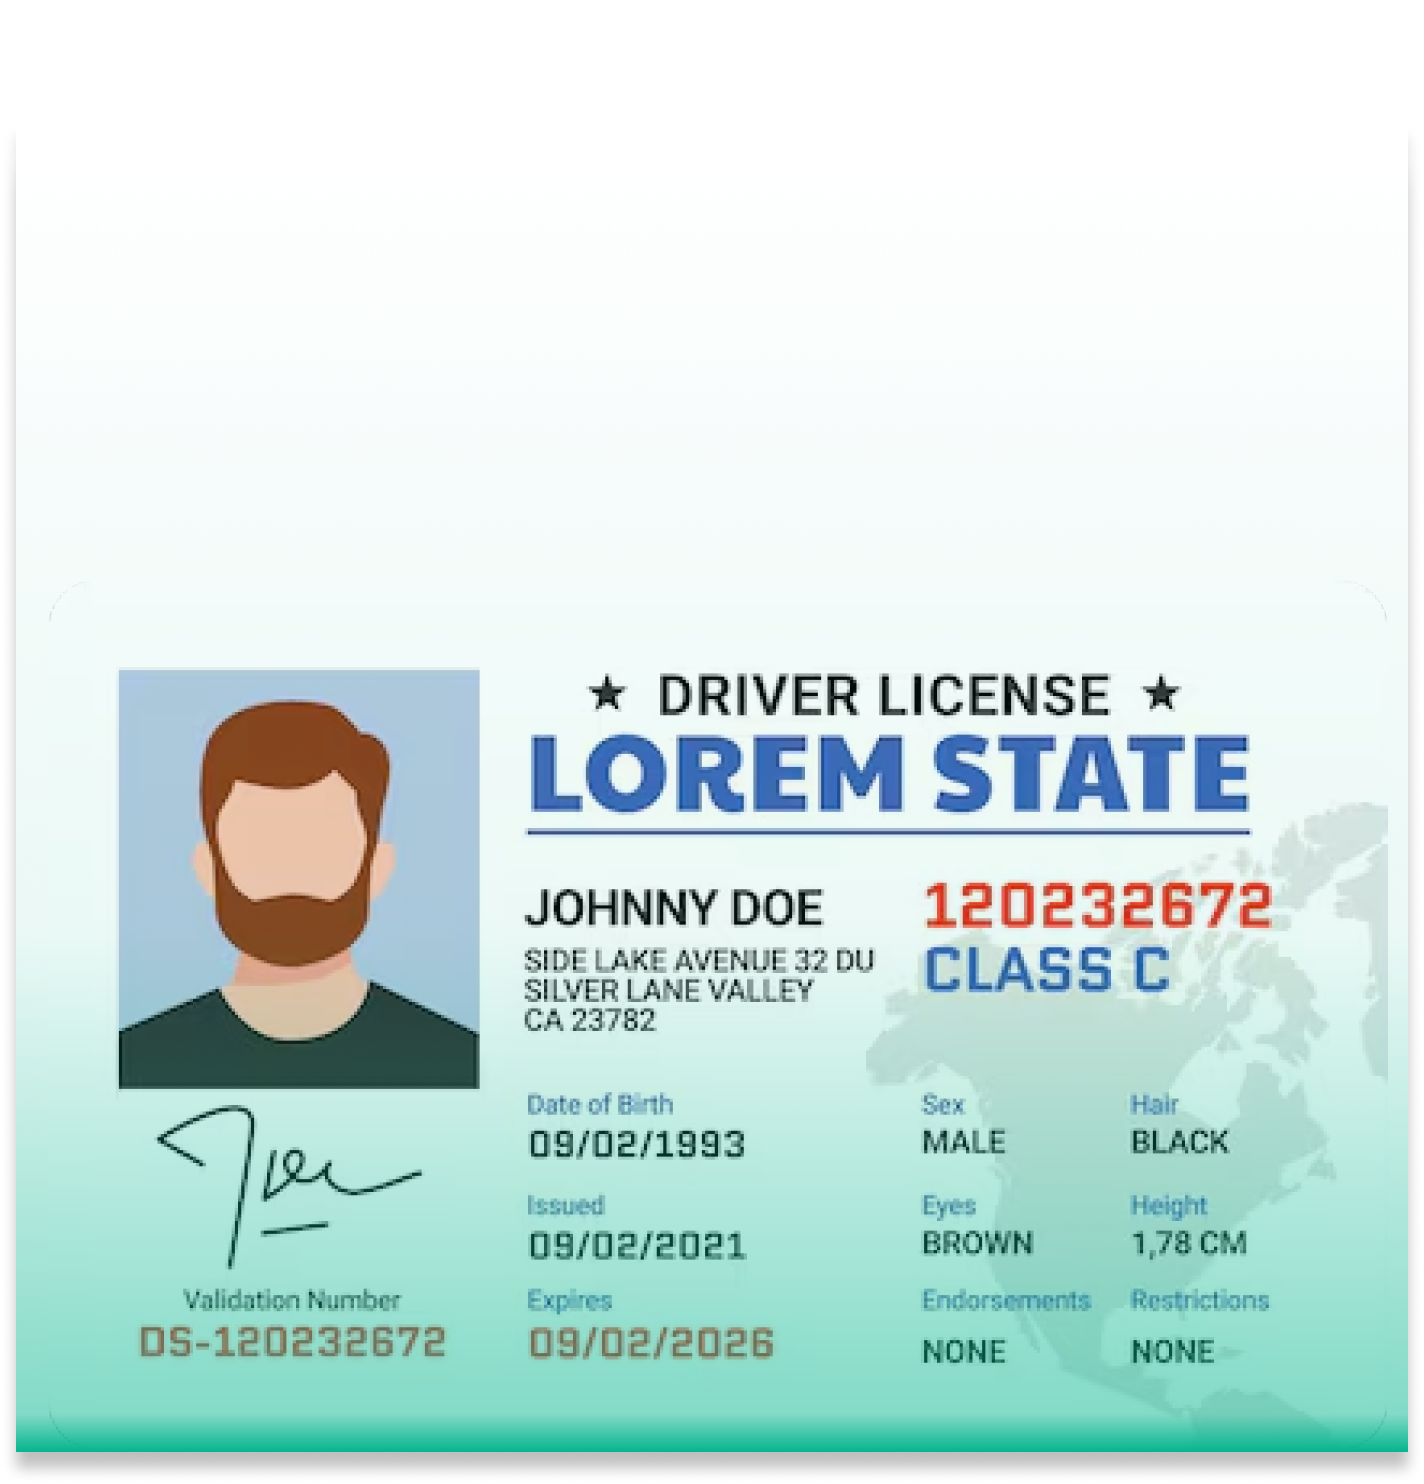 ★ DRIVER LICENSE ★
LOREM STATE
JOHNNY DOE
SIDE LAKE AVENUE 32 DU
SILVER LANE VALLEY
CA 23782
120232672
CLASS C
Date of Birth
09/02/1993
Sex
MALE
Hair
BLACK
Issued
09/02/2021
Eyes
BROWN
Height
1,78 CM
Validation Number
DS-120232672
Expires
09/02/2026
Endorsements
NONE
Restrictions
NONE